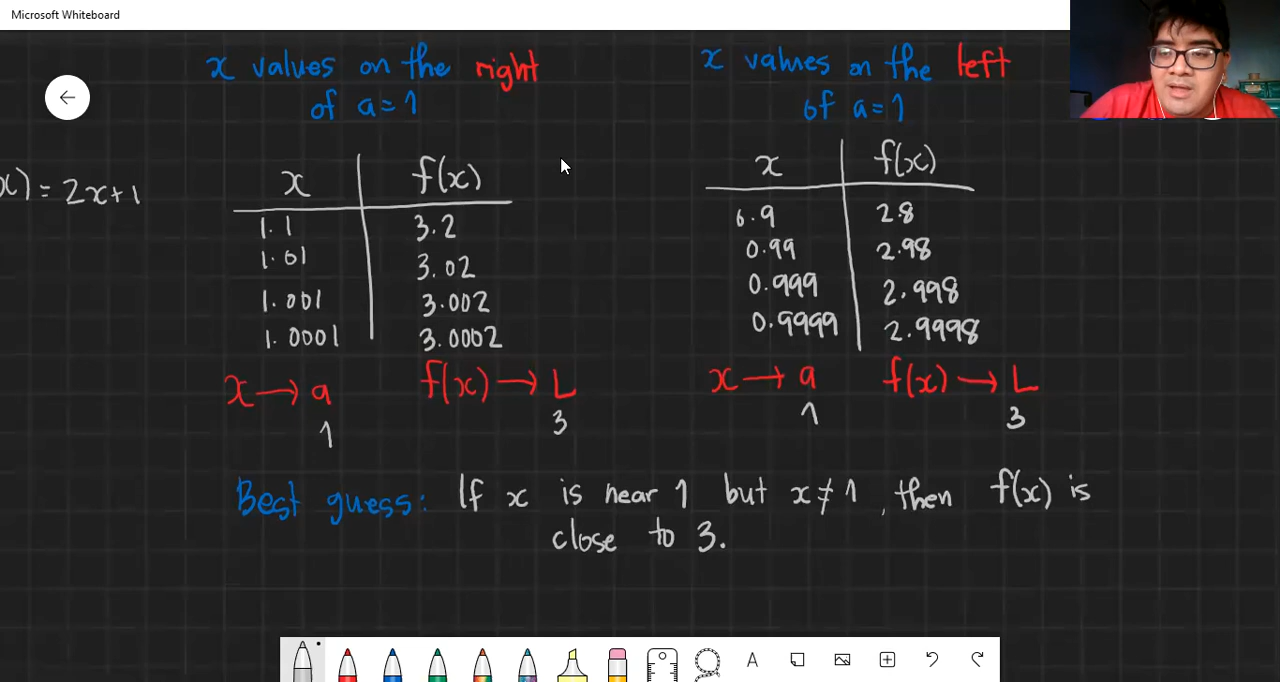 Microsoft Whiteboard
x values on the right
of a=1
x values on the left
of a=1
x) = 2x+1
x f(x)
1.1 3.2
1.01 3.02
1.001 3.002
1.0001 3.0002
x → a f(x) → L
1 3
x f(x)
0.9 2.8
0.99 2.98
0.999 2.998
0.9999 2.9998
x → a f(x) → L
1 3
Best guess: If x is near 1 but x ≠ 1, then f(x) is
close to 3.
A